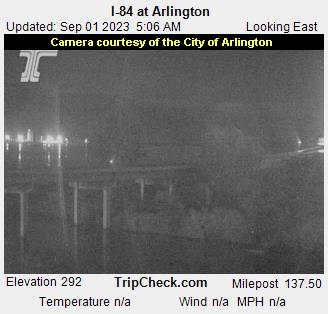 I-84 at Arlington
Updated: Sep 01 2023 5:06 AM Looking East
Camera courtesy of the City of Arlington
Elevation 292 TripCheck.com Milepost 137.50
Temperature n/a Wind n/a MPH n/a